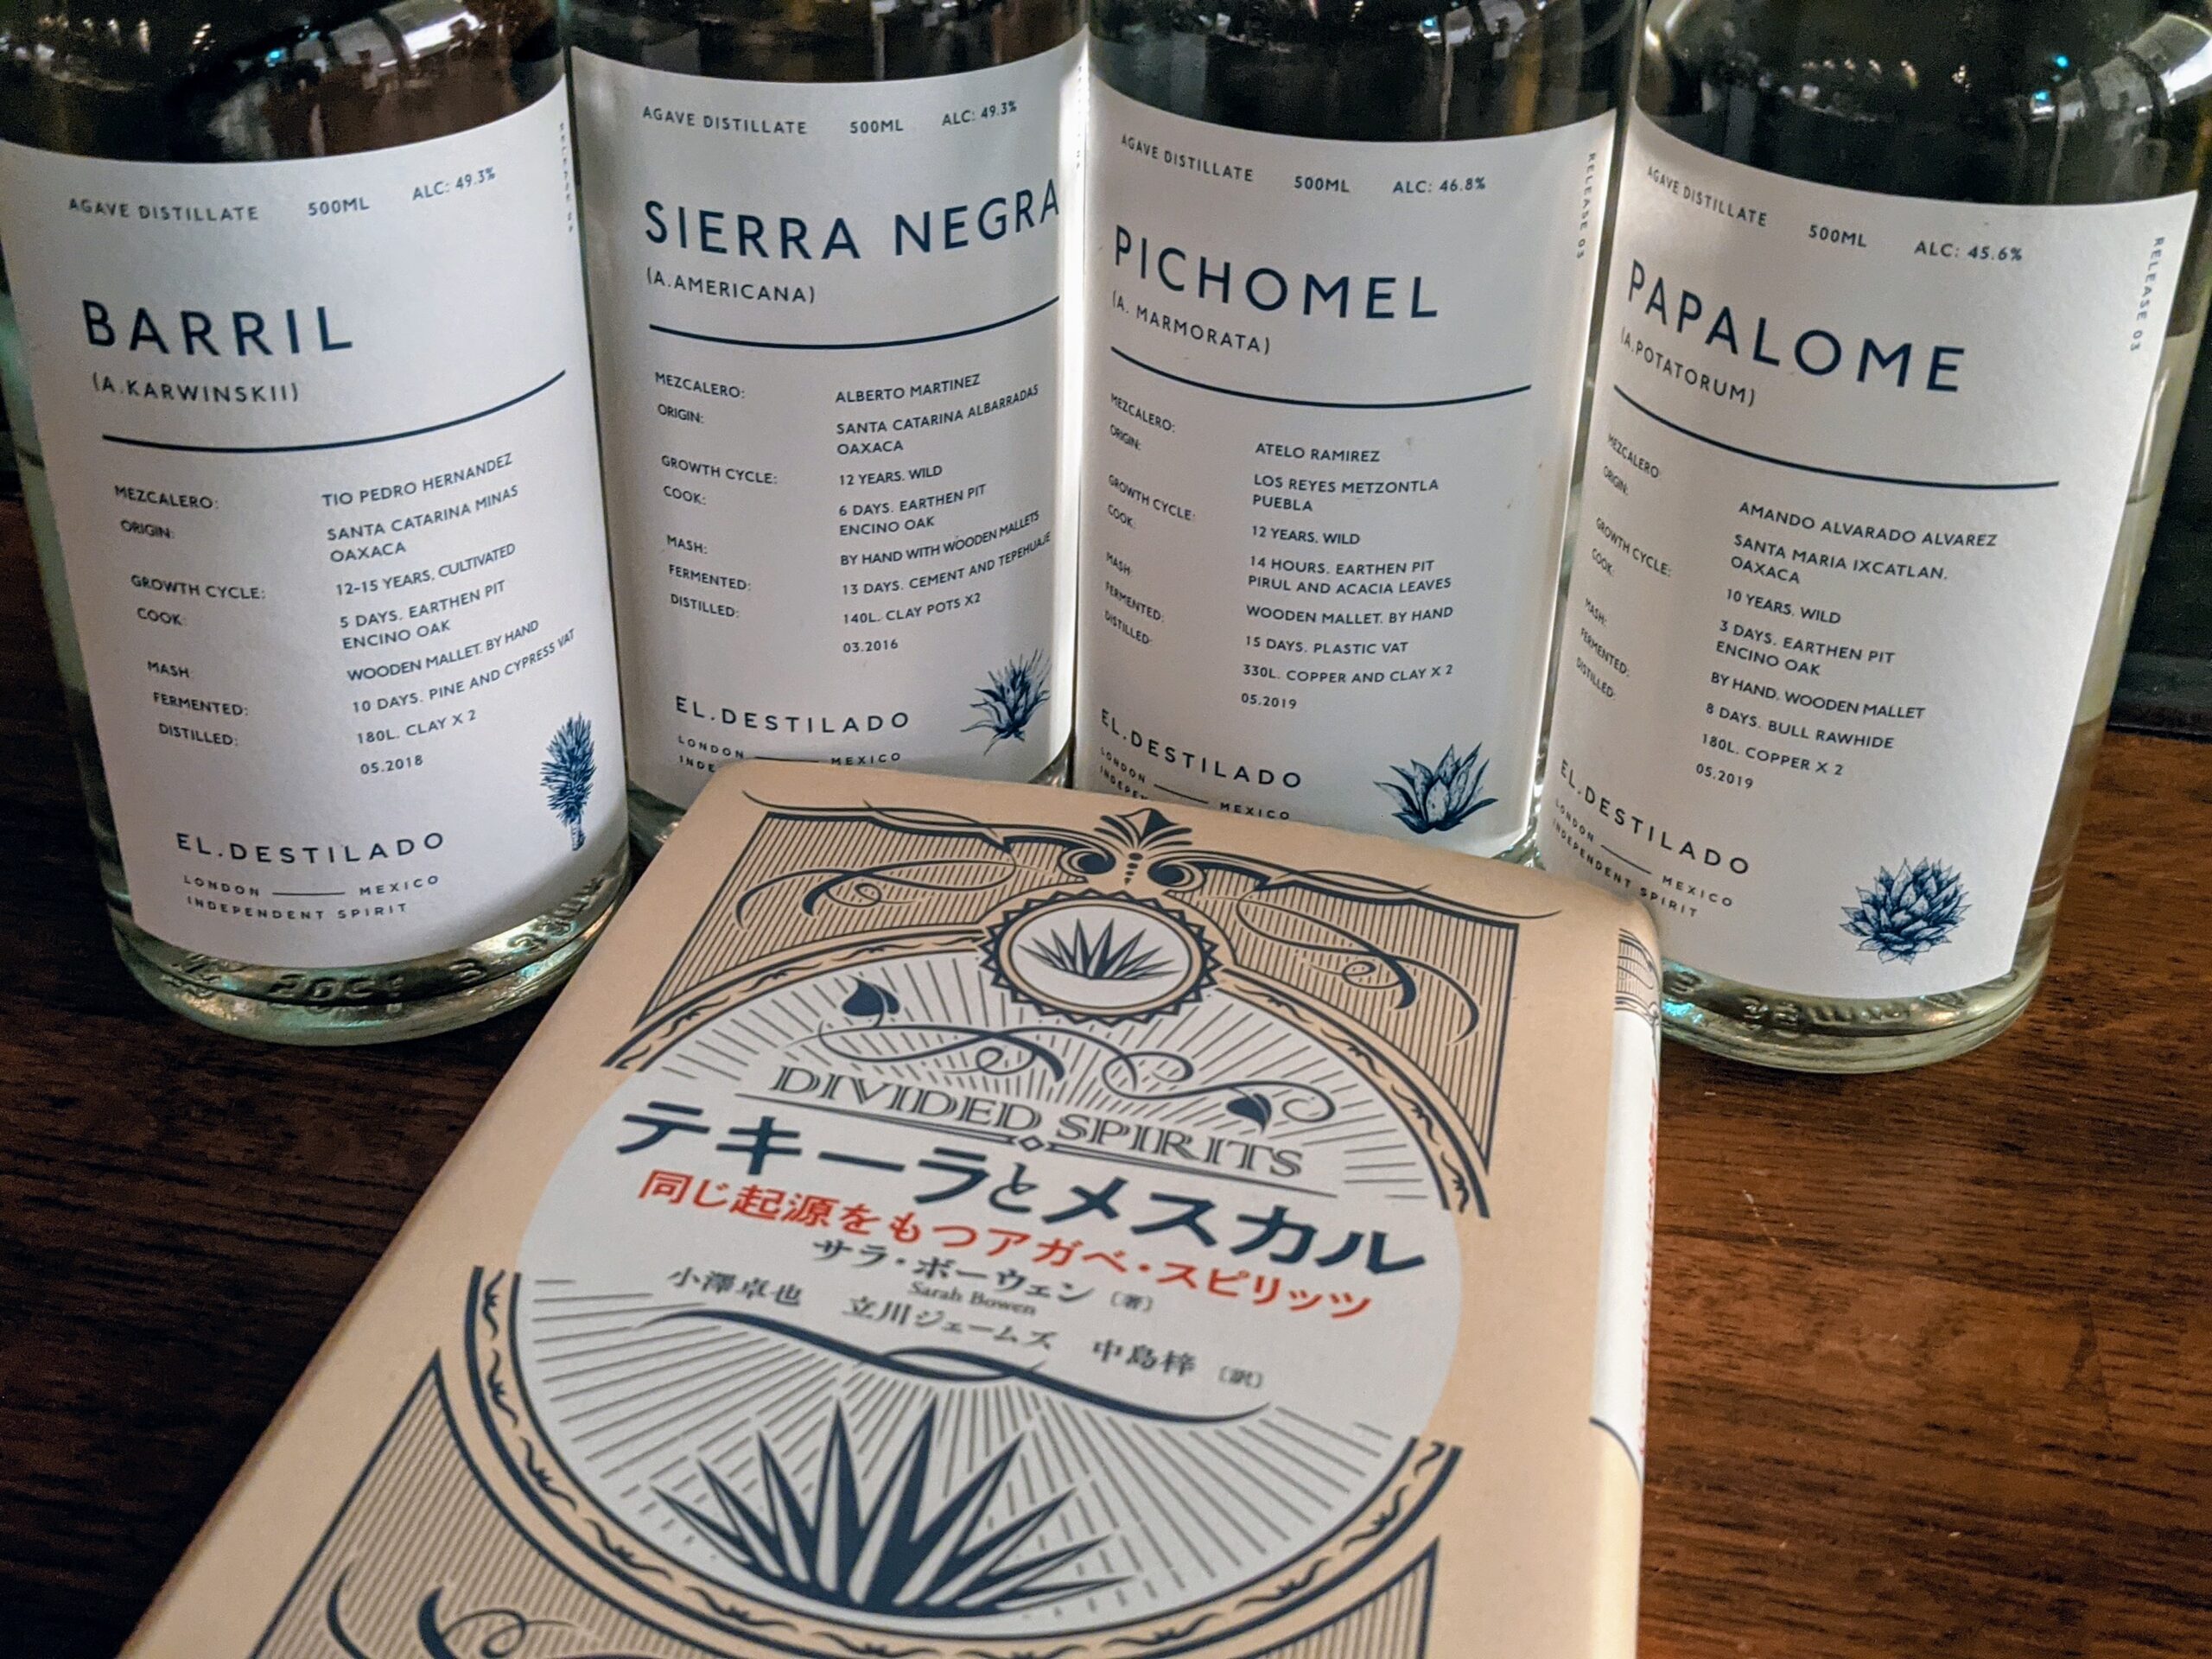 AGAVE DISTILLATE 500ML ALC: 49.3%
BARRIL
(A.KARWINSKII)
MEZCALERO: TIO PEDRO HERNANDEZ
ORIGIN: SANTA CATARINA MINAS
OAXACA
GROWTH CYCLE: 12-15 YEARS. CULTIVATED
COOK: 5 DAYS. EARTHEN PIT
ENCINO OAK
MASH: WOODEN MALLET. BY HAND
FERMENTED: 10 DAYS. PINE AND CYPRESS VAT
DISTILLED: 180L. CLAY X 2
05.2018
EL.DESTILADO
LONDON MEXICO
INDEPENDENT SPIRIT
AGAVE DISTILLATE 500ML ALC: 49.3%
SIERRA NEGRA
(A.AMERICANA)
MEZCALERO: ALBERTO MARTINEZ
ORIGIN: SANTA CATARINA ALBARRADAS
OAXACA
GROWTH CYCLE: 12 YEARS. WILD
COOK: 6 DAYS. EARTHEN PIT
ENCINO OAK
MASH: BY HAND WITH WOODEN MALLETS
FERMENTED: 13 DAYS. CEMENT AND TEPEHUAJE
DISTILLED: 140L. CLAY POTS X2
03.2016
EL.DESTILADO
LONDON MEXICO
INDE
AGAVE DISTILLATE 500ML ALC: 46.8%
RELEASE 03
PICHOMEL
(A. MARMORATA)
MEZCALERO: ATELO RAMIREZ
ORIGIN: LOS REYES METZONTLA
PUEBLA
GROWTH CYCLE: 12 YEARS. WILD
COOK: 14 HOURS. EARTHEN PIT
PIRUL AND ACACIA LEAVES
MASH: WOODEN MALLET. BY HAND
FERMENTED: 15 DAYS. PLASTIC VAT
DISTILLED: 330L. COPPER AND CLAY X 2
05.2019
EL.DESTILADO
LONDON MEXICO
INDEPEN
AGAVE DISTILLATE 500ML ALC: 45.6%
RELEASE 03
PAPALOME
(A.POTATORUM)
MEZCALERO: AMANDO ALVARADO ALVAREZ
ORIGIN: SANTA MARIA IXCATLAN.
OAXACA
GROWTH CYCLE: 10 YEARS. WILD
COOK: 3 DAYS. EARTHEN PIT
ENCINO OAK
MASH: BY HAND. WOODEN MALLET
FERMENTED: 8 DAYS. BULL RAWHIDE
DISTILLED: 180L. COPPER X 2
05.2019
EL.DESTILADO
LONDON MEXICO
INDEPENDENT SPIRIT
DIVIDED SPIRITS
テキーラとメスカル
同じ起源をもつアガベ・スピリッツ
サラ・ボーウェン〔著〕
Sarah Bowen
小澤卓也 立川ジェームズ 中島梓〔訳〕